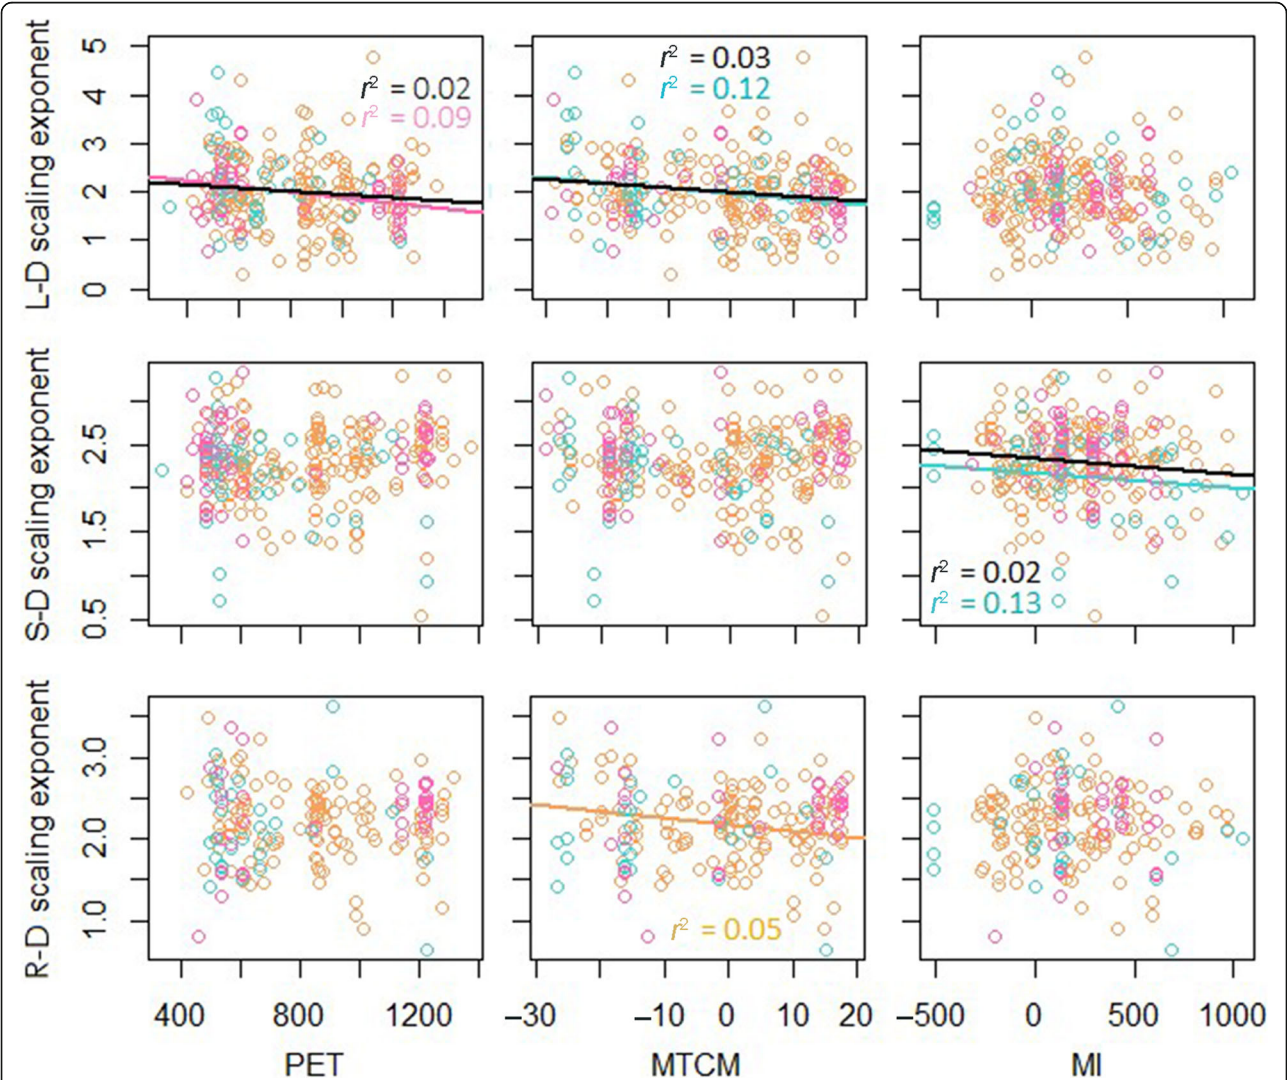 L-D scaling exponent
5
4
3
2
1
0
r² = 0.02
r² = 0.09
r² = 0.03
r² = 0.12
S-D scaling exponent
2.5
1.5
0.5
r² = 0.02
r² = 0.13
R-D scaling exponent
3.0
2.0
1.0
r² = 0.05
400 800 1200
–30 –10 0 10 20
–500 0 500 1000
PET
MTCM
MI